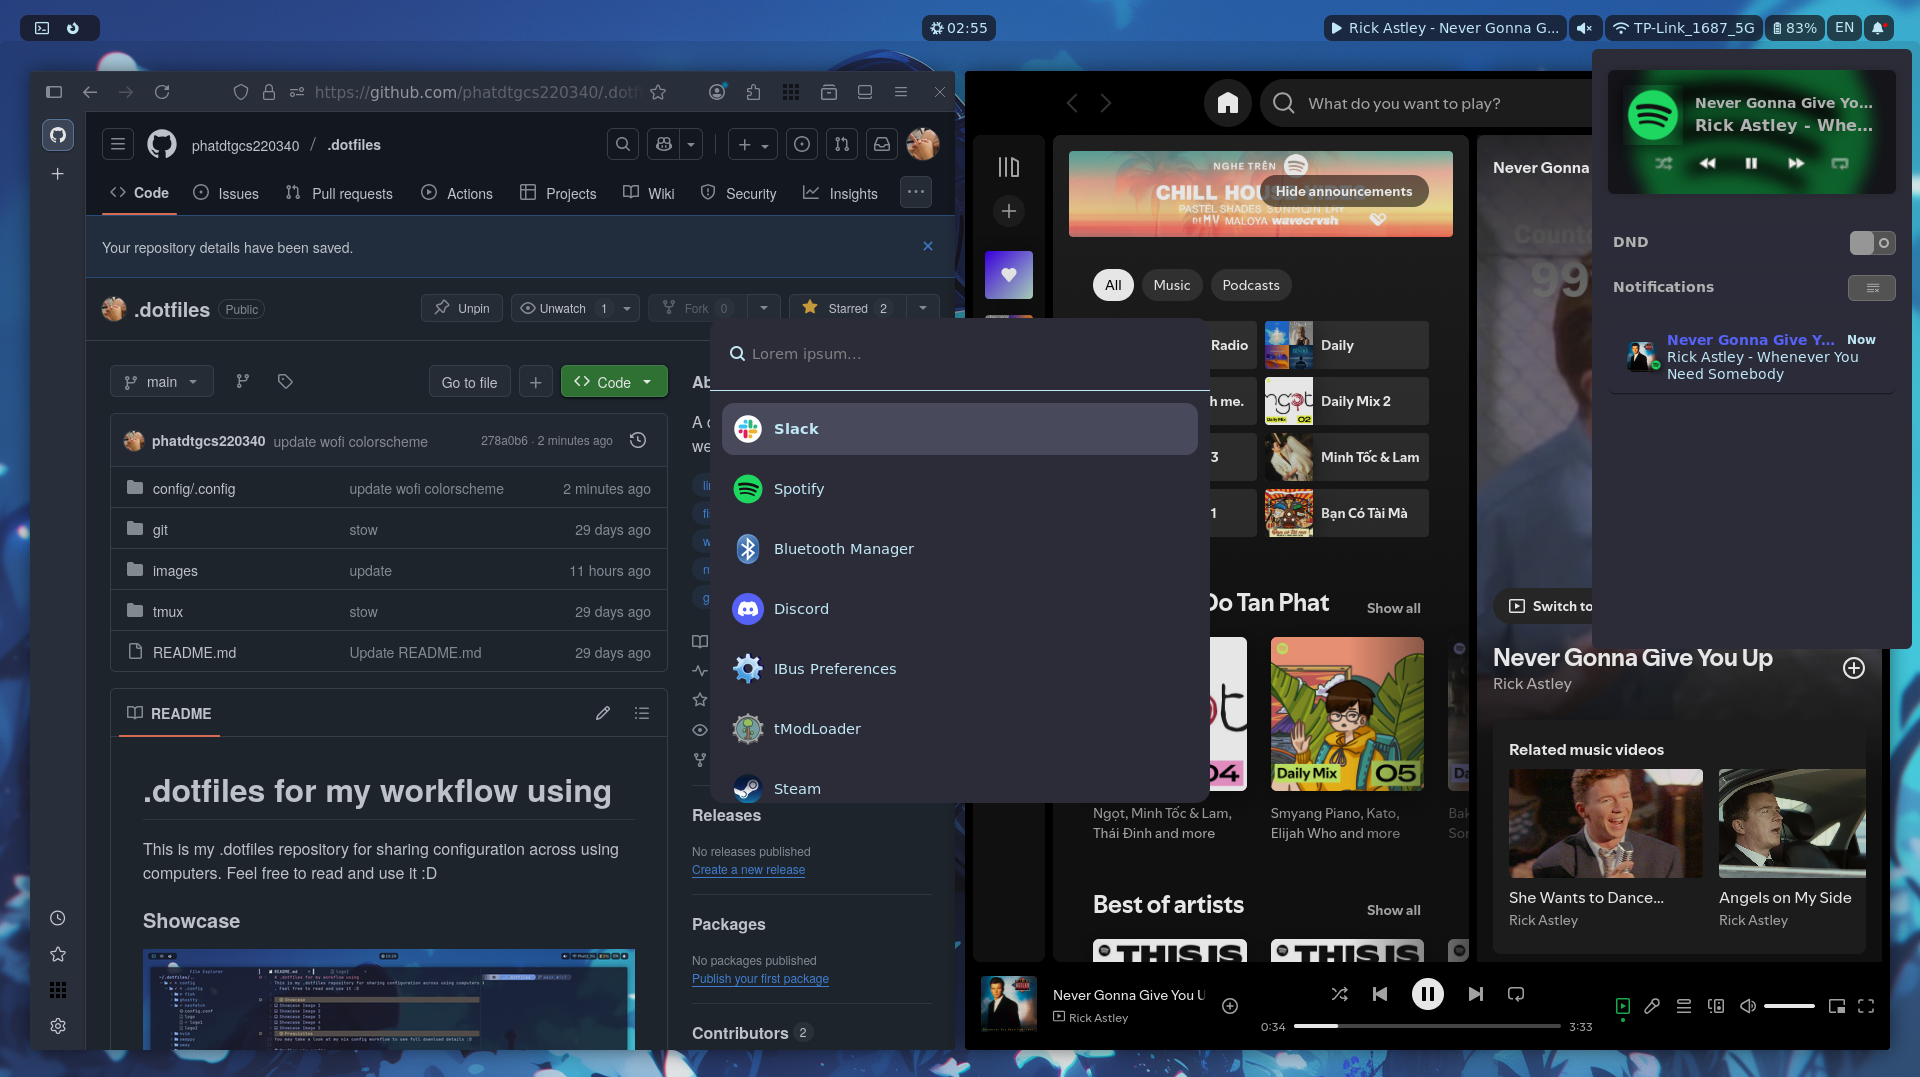 02:55
Rick Astley - Never Gonna G...
TP-Link_1687_5G
83%
EN
https://github.com/phatdtgcs220340/.dotf
phatdtgcs220340 / .dotfiles
Code
Issues
Pull requests
Actions
Projects
Wiki
Security
Insights
Your repository details have been saved.
.dotfiles
Public
Unpin
Unwatch 1
Fork 0
Starred 2
main
Go to file
Code
phatdtgcs220340 update wofi colorscheme
278a0b6 · 2 minutes ago
config/.config update wofi colorscheme 2 minutes ago
git stow 29 days ago
images update 11 hours ago
tmux stow 29 days ago
README.md Update README.md 29 days ago
README
.dotfiles for my workflow using
This is my .dotfiles repository for sharing configuration across using
computers. Feel free to read and use it :D
Showcase
Releases
No releases published
Create a new release
Packages
No packages published
Publish your first package
Contributors 2
Lorem ipsum...
Slack
Spotify
Bluetooth Manager
Discord
IBus Preferences
tModLoader
Steam
What do you want to play?
NGHE TRÊN
Hide announcements
All
Music
Podcasts
Radio
Daily
h me.
Daily Mix 2
3
Minh Tốc & Lam
1
Bạn Có Tài Mà
Do Tan Phat
Show all
04
Daily Mix 05
Ngọt, Minh Tốc & Lam,
Thái Đinh and more
Smyang Piano, Kato,
Elijah Who and more
Best of artists
Show all
THIS IS
THIS IS
Never Gonna
Switch to
Never Gonna Give You Up
Rick Astley
Related music videos
She Wants to Dance...
Rick Astley
Angels on My Side
Rick Astley
Never Gonna Give You U
Rick Astley
0:34
3:33
Never Gonna Give Yo...
Rick Astley - Whe...
DND
Notifications
Never Gonna Give Y... Now
Rick Astley - Whenever You
Need Somebody